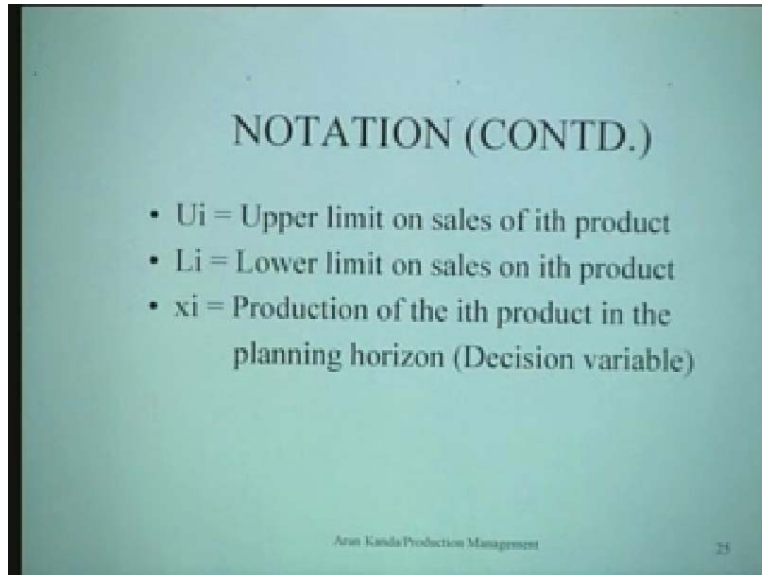 NOTATION (CONTD.)
• Ui = Upper limit on sales of ith product
• Li = Lower limit on sales on ith product
• xi = Production of the ith product in the
planning horizon (Decision variable)
Arun Kanda/Production Management
25